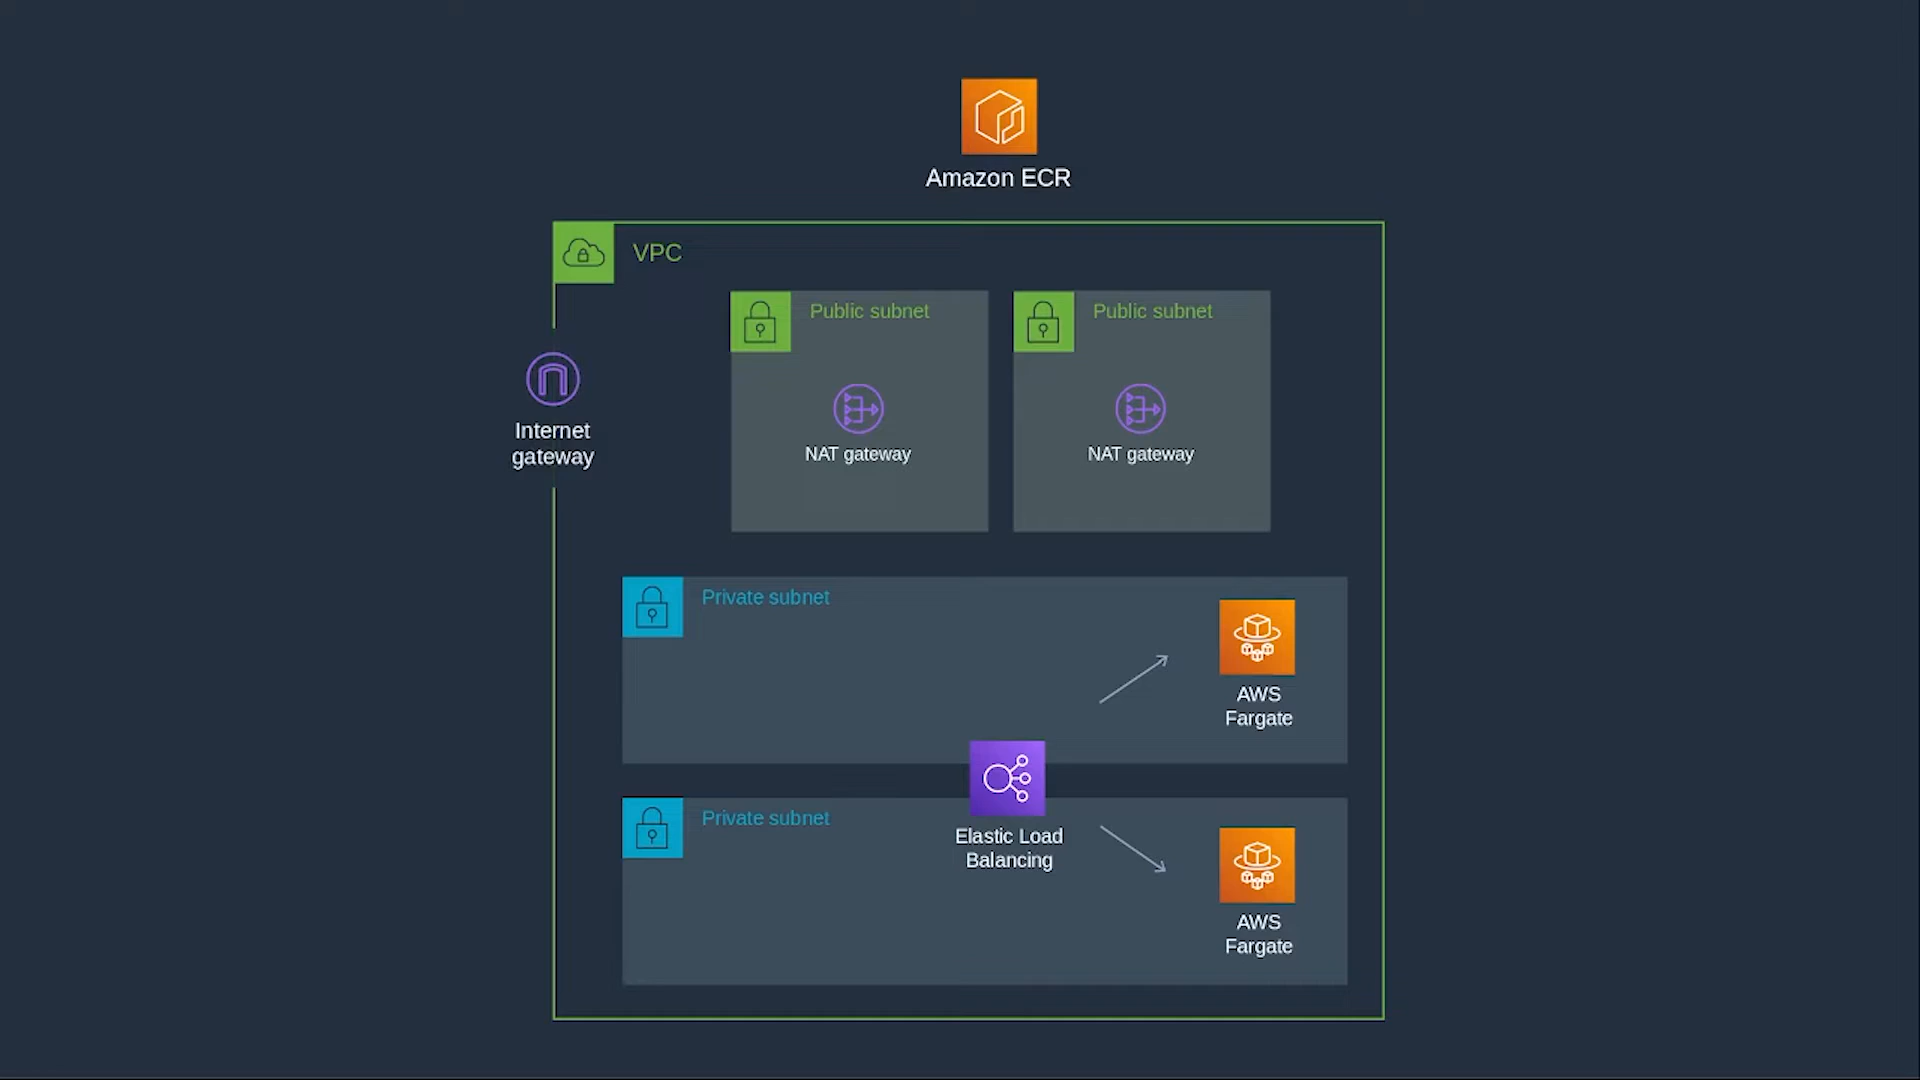 Amazon ECR
VPC
Public subnet
Public subnet
Internet
gateway
NAT gateway
NAT gateway
Private subnet
AWS
Fargate
Private subnet
Elastic Load
Balancing
AWS
Fargate